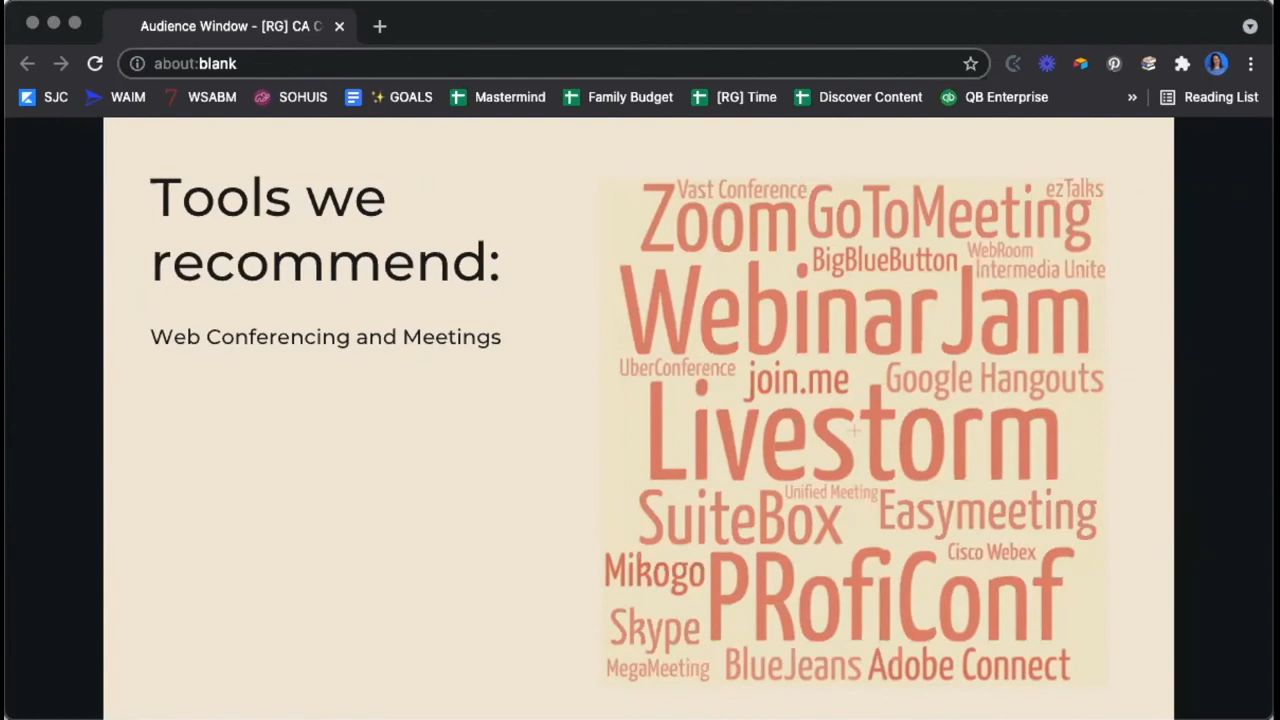 Audience Window - [RG] CA C
about:blank
SJC WAIM WSABM SOHUIS ✨ GOALS Mastermind Family Budget [RG] Time Discover Content QB Enterprise » Reading List
Tools we
recommend:
Web Conferencing and Meetings
Vast Conference ezTalks
Zoom GoToMeeting
BigBlueButton WebRoom
Intermedia Unite
WebinarJam
UberConference join.me Google Hangouts
Livestorm
Unified Meeting
SuiteBox Easymeeting
Cisco Webex
Mikogo PRofiConf
Skype
MegaMeeting BlueJeans Adobe Connect